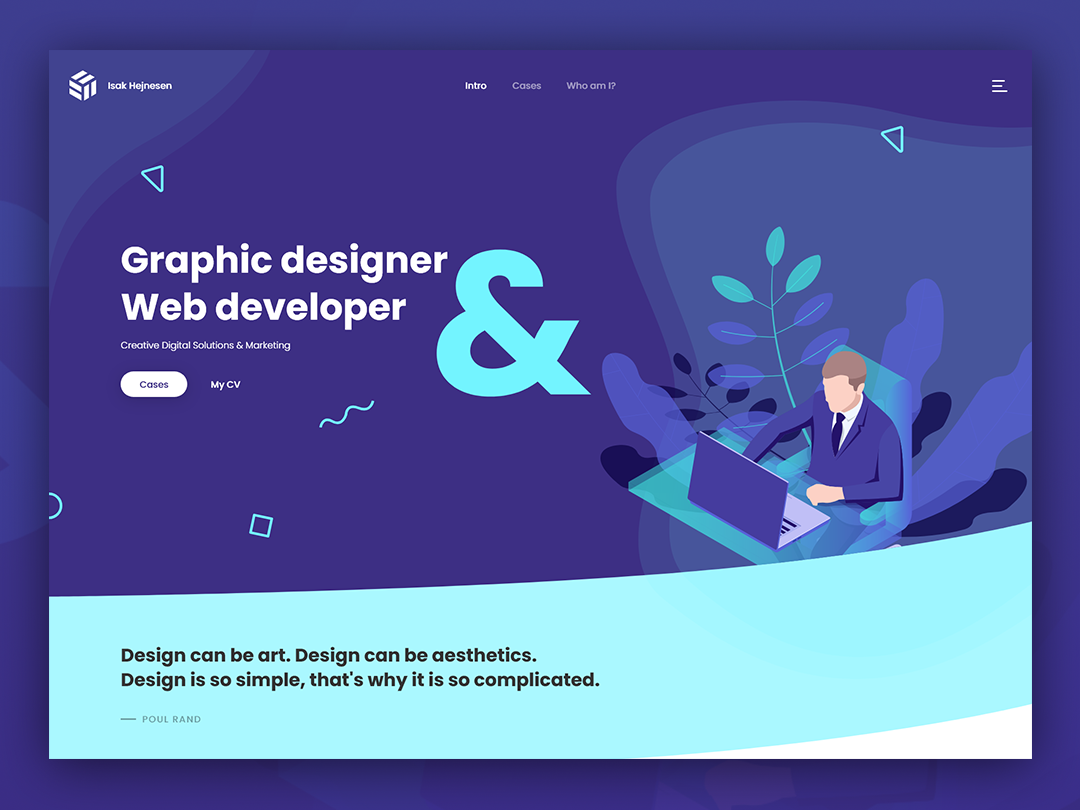 Isak Hejnesen
Intro
Cases
Who am I?
Graphic designer
Web developer
&
Creative Digital Solutions & Marketing
Cases
My CV
Design can be art. Design can be aesthetics.
Design is so simple, that's why it is so complicated.
POUL RAND